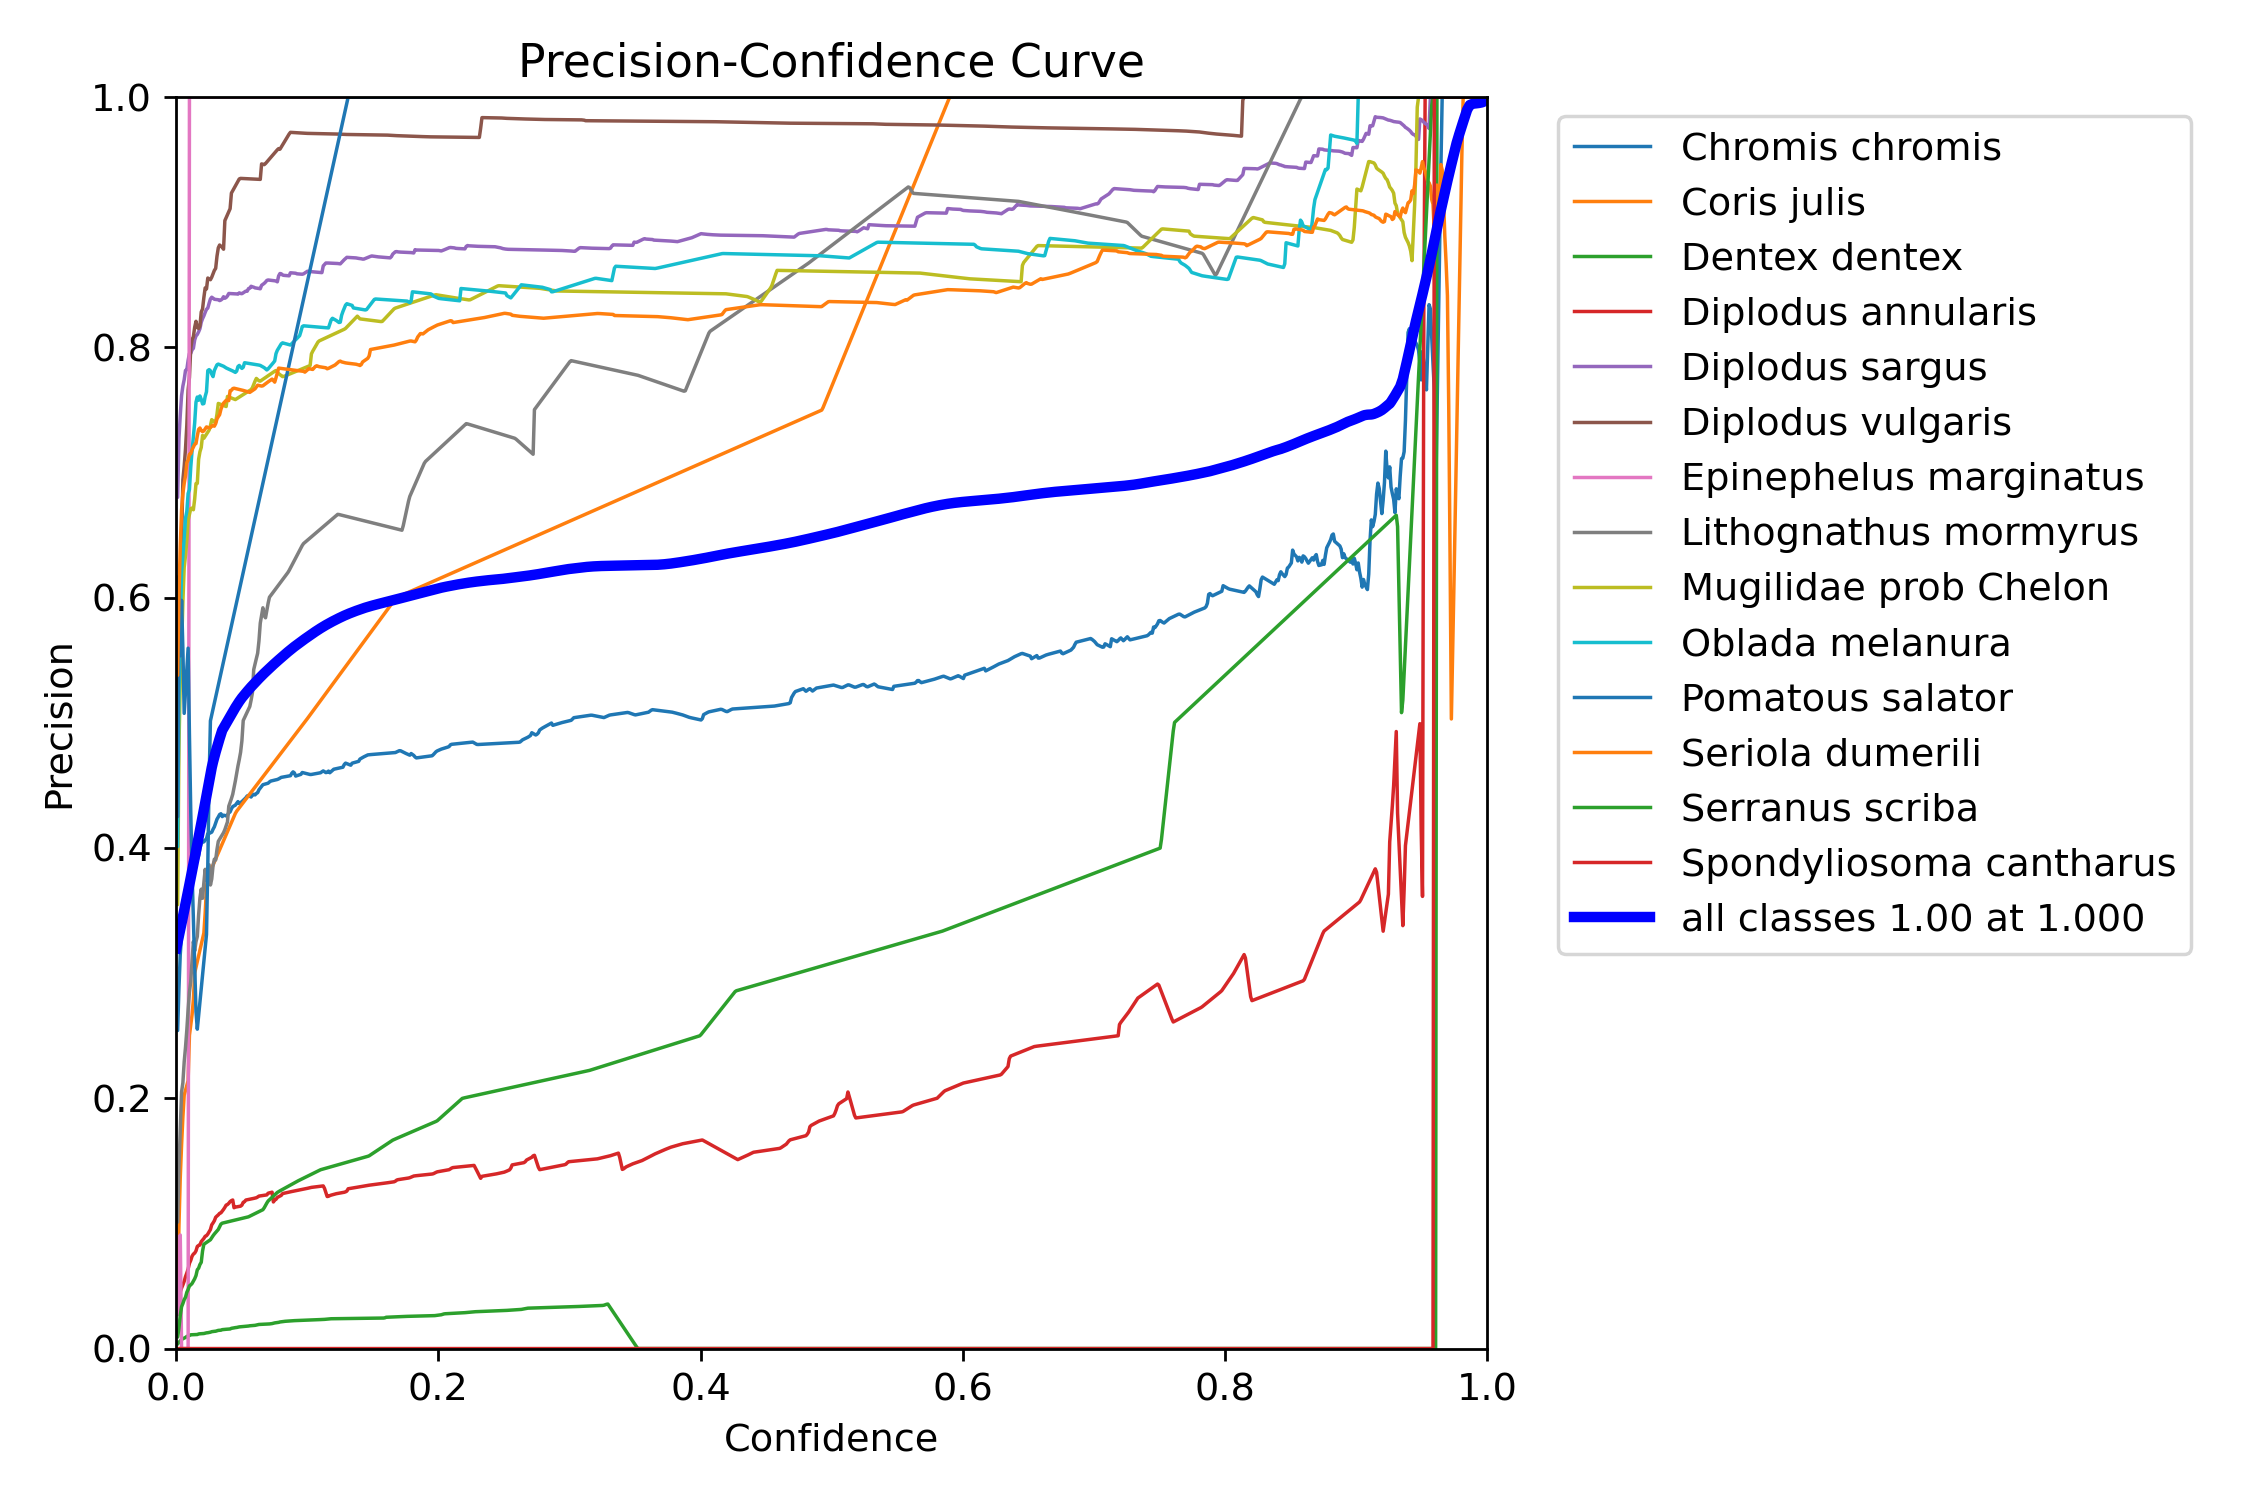 Precision-Confidence Curve
1.0
0.8
0.6
0.4
0.2
0.0
Precision
0.0 0.2 0.4 0.6 0.8 1.0
Confidence
Chromis chromis
Coris julis
Dentex dentex
Diplodus annularis
Diplodus sargus
Diplodus vulgaris
Epinephelus marginatus
Lithognathus mormyrus
Mugilidae prob Chelon
Oblada melanura
Pomatous salator
Seriola dumerili
Serranus scriba
Spondyliosoma cantharus
all classes 1.00 at 1.000